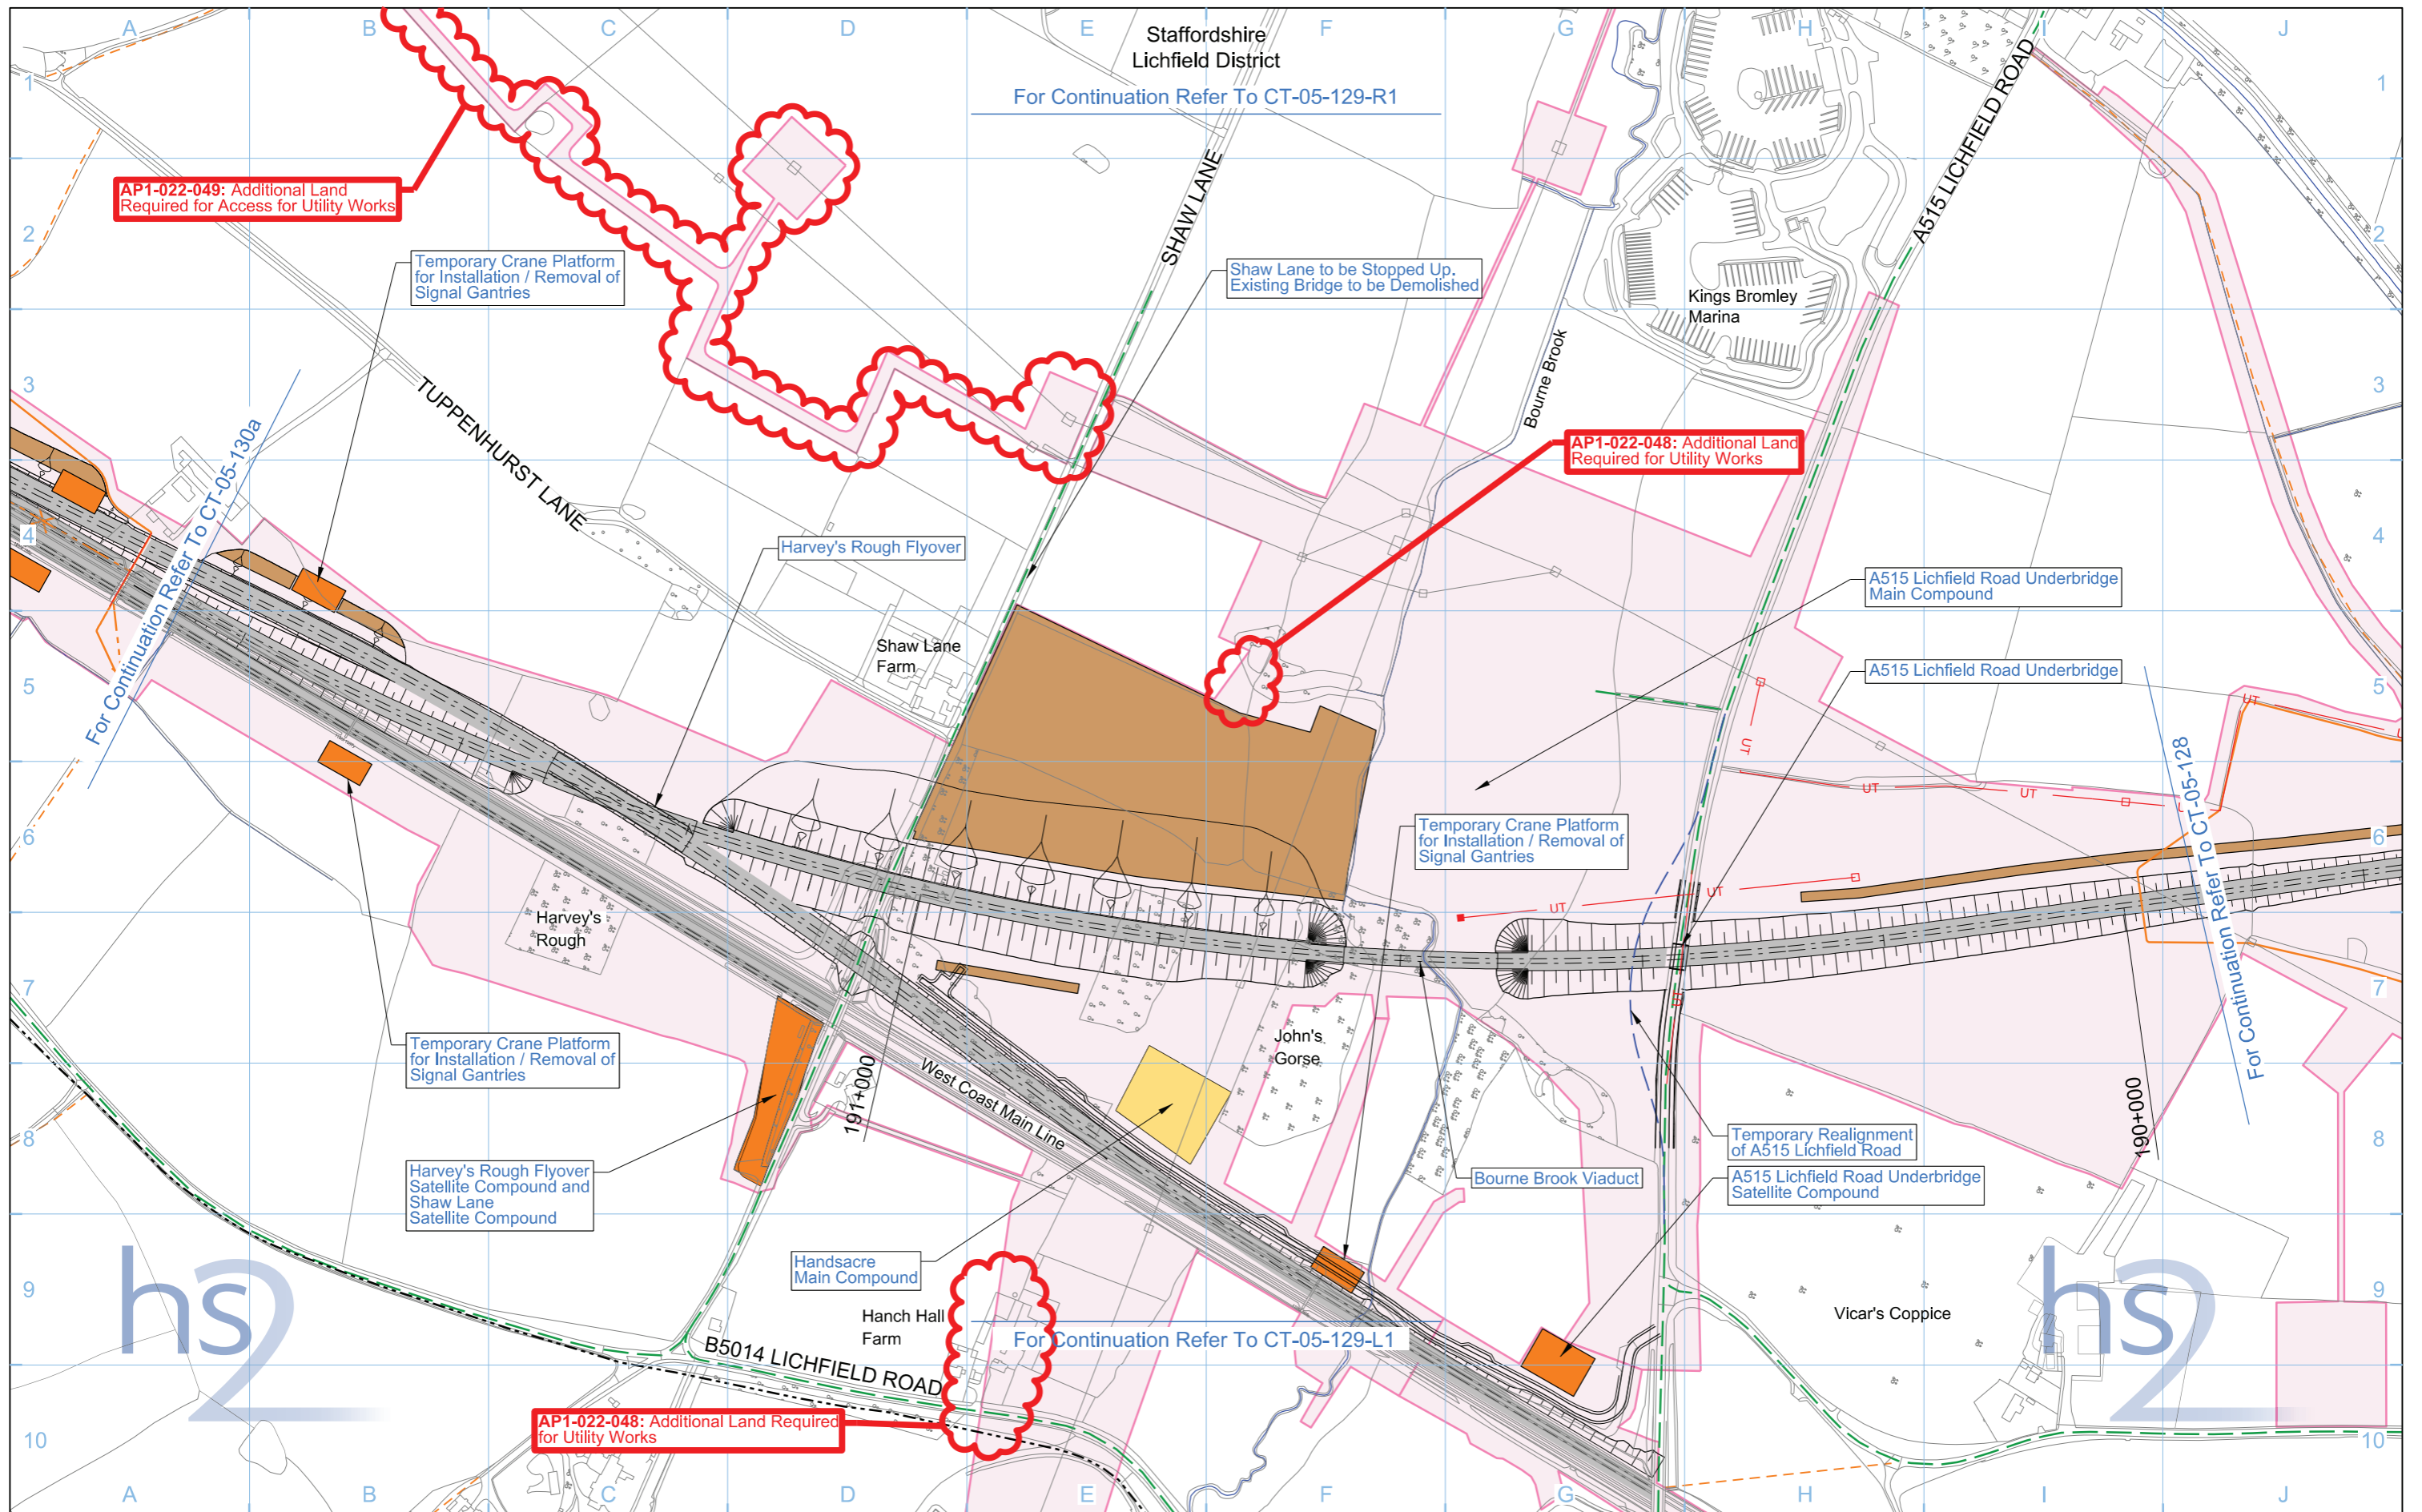 A B C D E F G H I J
Staffordshire
Lichfield District
For Continuation Refer To CT-05-129-R1
1 1
A515 LICHFIELD ROAD
AP1-022-049: Additional Land
Required for Access for Utility Works
SHAW LANE
2 2
Temporary Crane Platform
for Installation / Removal of
Signal Gantries
Shaw Lane to be Stopped Up.
Existing Bridge to be Demolished
Kings Bromley
Marina
Bourne Brook
3 3
TUPPENHURST LANE
For Continuation Refer To CT-05-130a
AP1-022-048: Additional Land
Required for Utility Works
4 4
Harvey's Rough Flyover
A515 Lichfield Road Underbridge
Main Compound
Shaw Lane
Farm
A515 Lichfield Road Underbridge
5 5
UT
UT
UT
UT
For Continuation Refer To CT-05-128
6 6
Temporary Crane Platform
for Installation / Removal of
Signal Gantries
UT
UT
Harvey's
Rough
7 7
Temporary Crane Platform
for Installation / Removal of
Signal Gantries
John's
Gorse
West Coast Main Line
191+000
190+000
8 8
Temporary Realignment
of A515 Lichfield Road
Harvey's Rough Flyover
Satellite Compound and
Shaw Lane
Satellite Compound
Bourne Brook Viaduct
A515 Lichfield Road Underbridge
Satellite Compound
Handsacre
Main Compound
9 9
hs2
hs2
Hanch Hall
Farm
Vicar's Coppice
For Continuation Refer To CT-05-129-L1
B5014 LICHFIELD ROAD
AP1-022-048: Additional Land Required
for Utility Works
10 10
A B C D E F G H I J